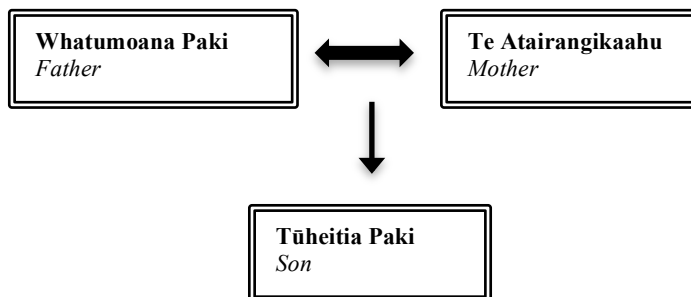 Whatumoana Paki
Father
Te Atairangikaahu
Mother
Tūheitia Paki
Son